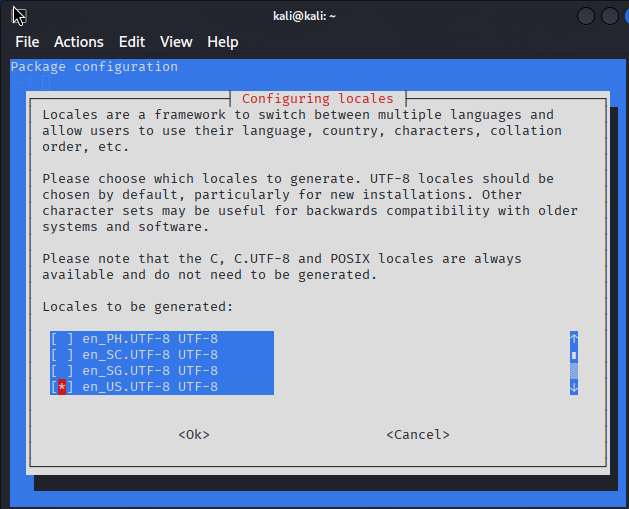 kali@kali: ~
File Actions Edit View Help
Package configuration
Configuring locales
Locales are a framework to switch between multiple languages and
allow users to use their language, country, characters, collation
order, etc.
Please choose which locales to generate. UTF-8 locales should be
chosen by default, particularly for new installations. Other
character sets may be useful for backwards compatibility with older
systems and software.
Please note that the C, C.UTF-8 and POSIX locales are always
available and do not need to be generated.
Locales to be generated:
[ ] en_PH.UTF-8 UTF-8
[ ] en_SC.UTF-8 UTF-8
[ ] en_SG.UTF-8 UTF-8
[*] en_US.UTF-8 UTF-8
<Ok> <Cancel>